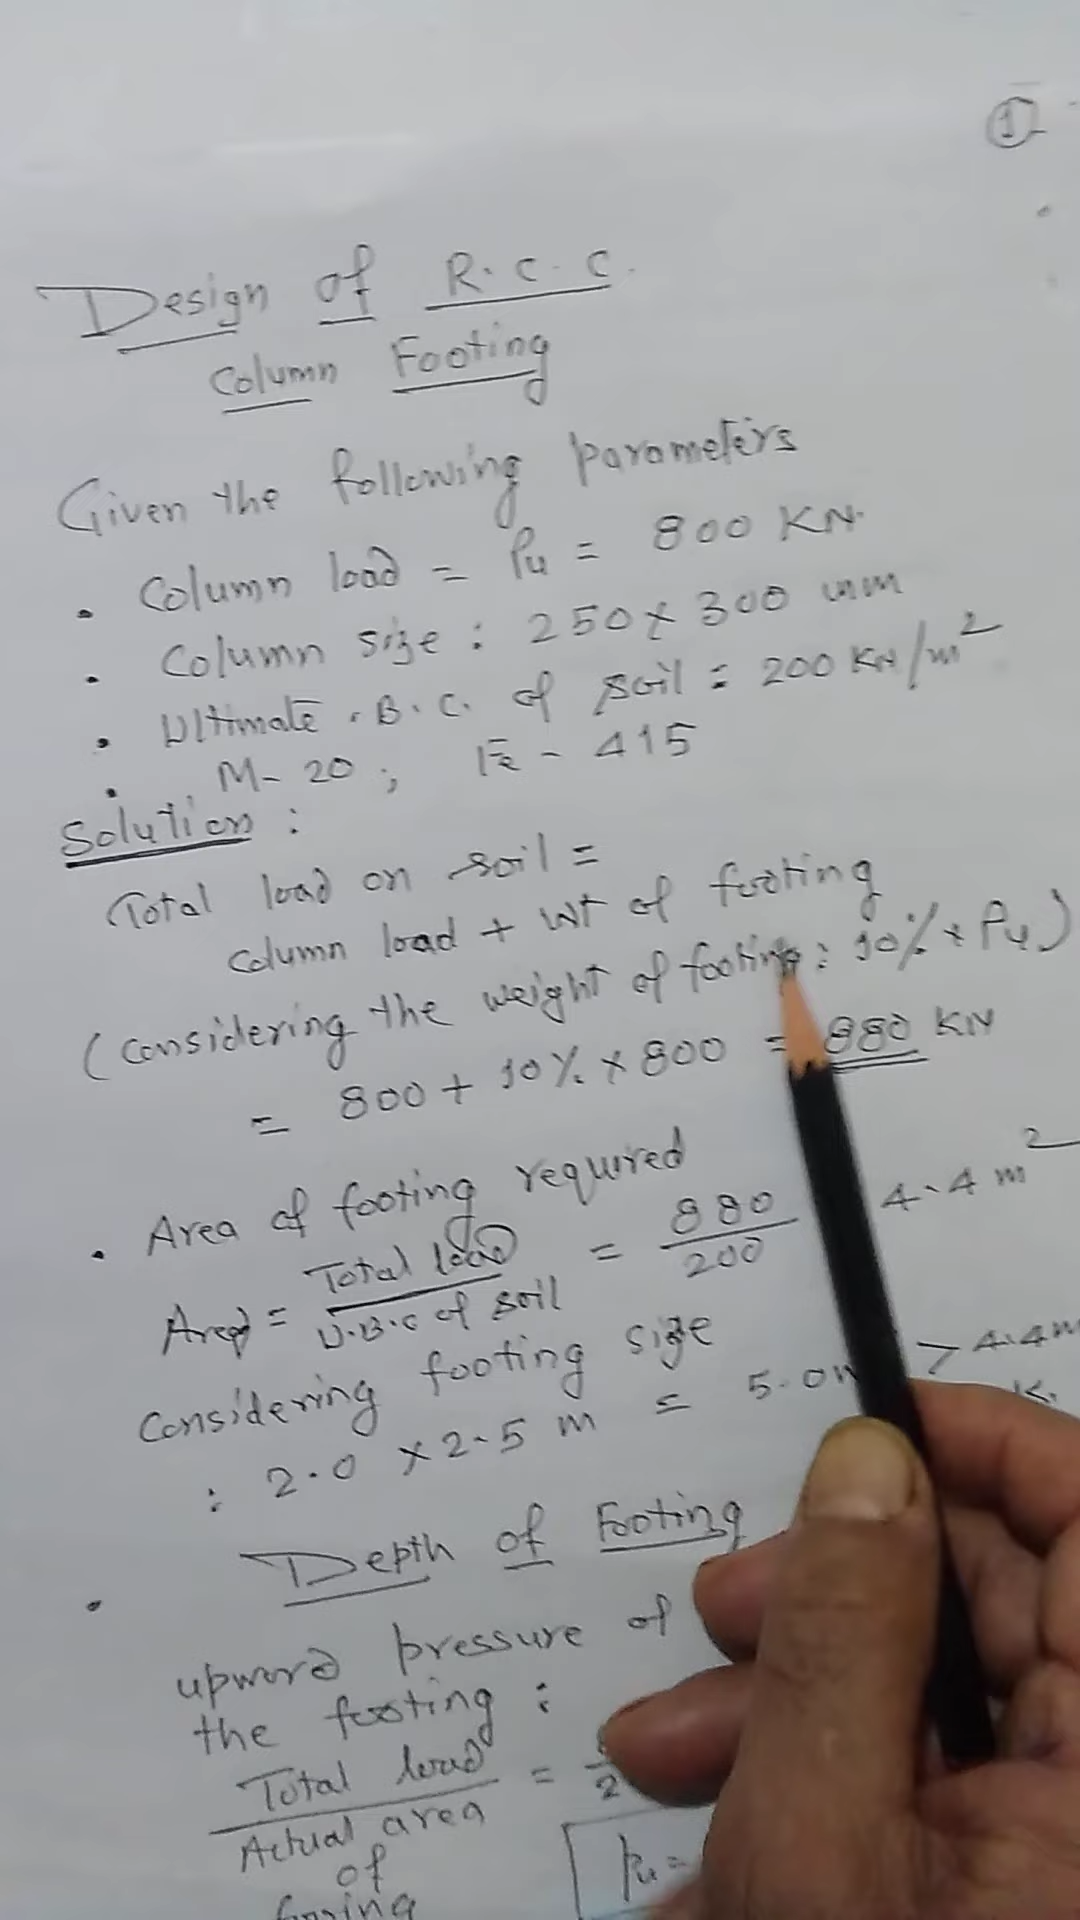 1
Design of R.C.C.
Column Footing
Given the following parameters
• Column load = Pu = 800 KN.
• Column size : 250 x 300 mm
• Ultimate .B.C. of soil = 200 KN/m²
• M-20 ; Fe - 415
Solution :
Total load on soil =
Column load + Wt of footing
(Considering the weight of footing : 10% * Pu)
= 800 + 10% x 800 = 880 KN
• Area of footing required
Areq = Total load / U.B.C of soil = 880 / 200 4.4 m²
Considering footing size
: 2.0 x 2.5 m = 5.0 > 4.4m
• Depth of Footing
upward pressure of
the footing :
Total load / Actual area of footing =
Pu =